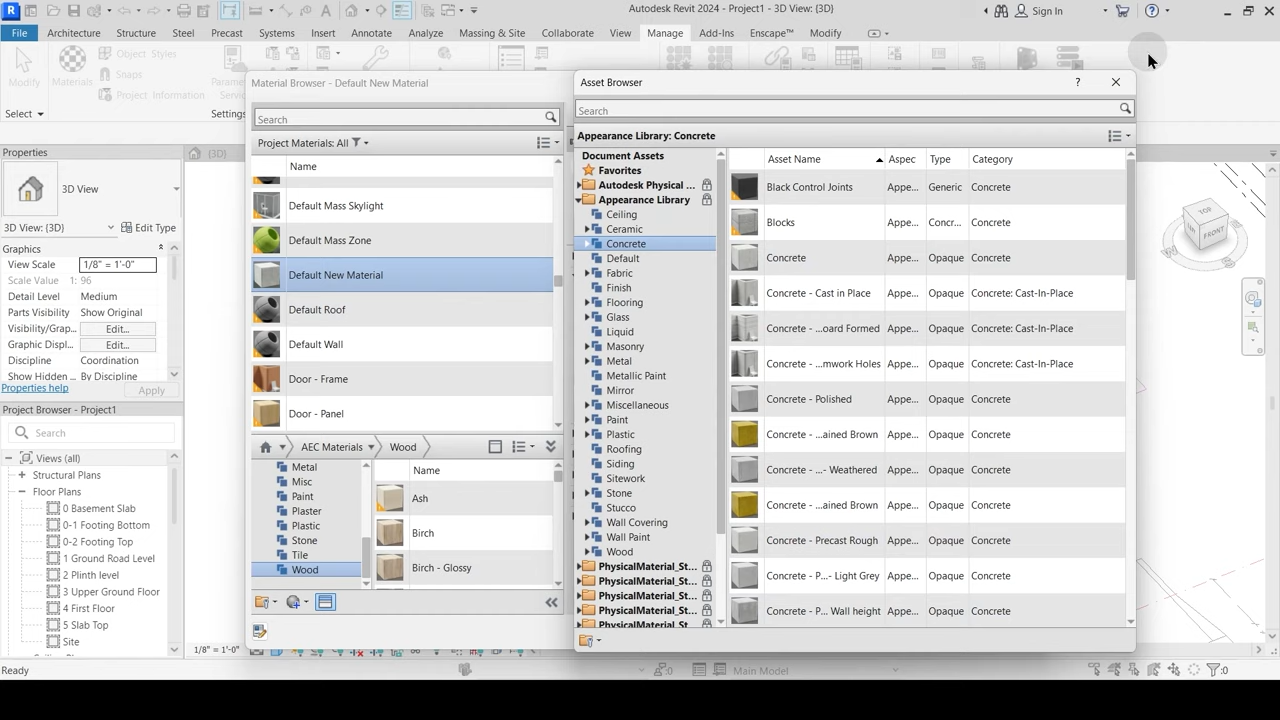 Autodesk Revit 2024 - Project1 - 3D View: {3D}
Sign In
File Architecture Structure Steel Precast Systems Insert Annotate Analyze Massing & Site Collaborate View Manage Add-Ins Enscape™ Modify
Modify
Materials
Object Styles
Snaps
Project Information
Select
Settings
Properties
3D View
3D View: {3D}
Edit Type
Graphics
View Scale 1/8" = 1'-0"
Scale Value 1: 96
Detail Level Medium
Parts Visibility Show Original
Visibility/Grap... Edit...
Graphic Displ... Edit...
Discipline Coordination
Show Hidden ... By Discipline
Properties help
Apply
Project Browser - Project1
Search
Views (all)
Structural Plans
Floor Plans
0 Basement Slab
0-1 Footing Bottom
0-2 Footing Top
1 Ground Road Level
2 Plinth level
3 Upper Ground Floor
4 First Floor
5 Slab Top
Site
{3D}
TOP
FRONT
Material Browser - Default New Material
Search
Project Materials: All
Name
Default Mass Skylight
Default Mass Zone
Default New Material
Default Roof
Default Wall
Door - Frame
Door - Panel
AEC Materials Wood
Metal
Misc
Paint
Plaster
Plastic
Stone
Tile
Wood
Name
Ash
Birch
Birch - Glossy
Asset Browser
?
Search
Appearance Library: Concrete
Document Assets
Favorites
Autodesk Physical ...
Appearance Library
Ceiling
Ceramic
Concrete
Default
Fabric
Finish
Flooring
Glass
Liquid
Masonry
Metal
Metallic Paint
Mirror
Miscellaneous
Paint
Plastic
Roofing
Siding
Sitework
Stone
Stucco
Wall Covering
Wall Paint
Wood
PhysicalMaterial_St...
PhysicalMaterial_St...
PhysicalMaterial_St...
PhysicalMaterial_St...
PhysicalMaterial_St
Asset Name Aspec Type Category
Black Control Joints Appe... Generic Concrete
Blocks Appe... Concr... Concrete
Concrete Appe... Opaque Concrete
Concrete - Cast in Place Appe... Opaque Concrete: Cast-In-Place
Concrete - ...oard Formed Appe... Opaque Concrete: Cast-In-Place
Concrete - ...mwork Holes Appe... Opaque Concrete: Cast-In-Place
Concrete - Polished Appe... Opaque Concrete
Concrete - ...ained Brown Appe... Opaque Concrete
Concrete - ...- Weathered Appe... Opaque Concrete
Concrete - ...ained Brown Appe... Opaque Concrete
Concrete - Precast Rough Appe... Opaque Concrete
Concrete - P...- Light Grey Appe... Opaque Concrete
Concrete - P... Wall height Appe... Opaque Concrete
1/8" = 1'-0"
Ready
:0
Main Model
:0